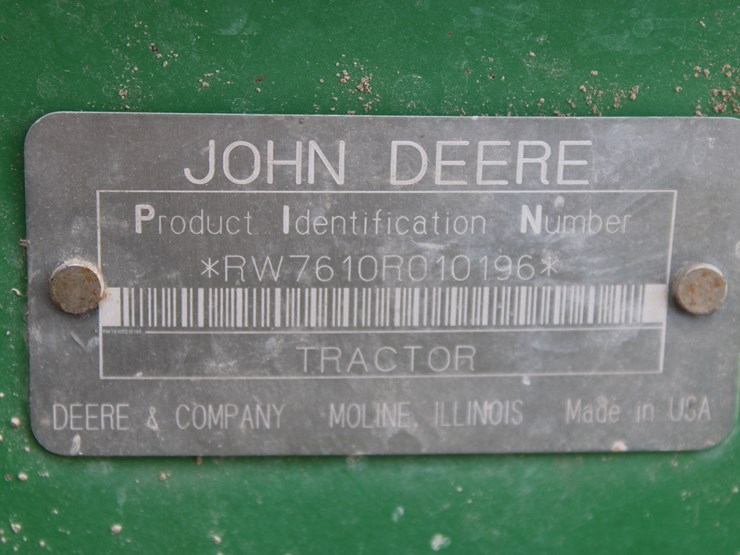 JOHN DEERE
Product Identification Number
*RW7610R010196*
TRACTOR
DEERE & COMPANY MOLINE, ILLINOIS Made in USA